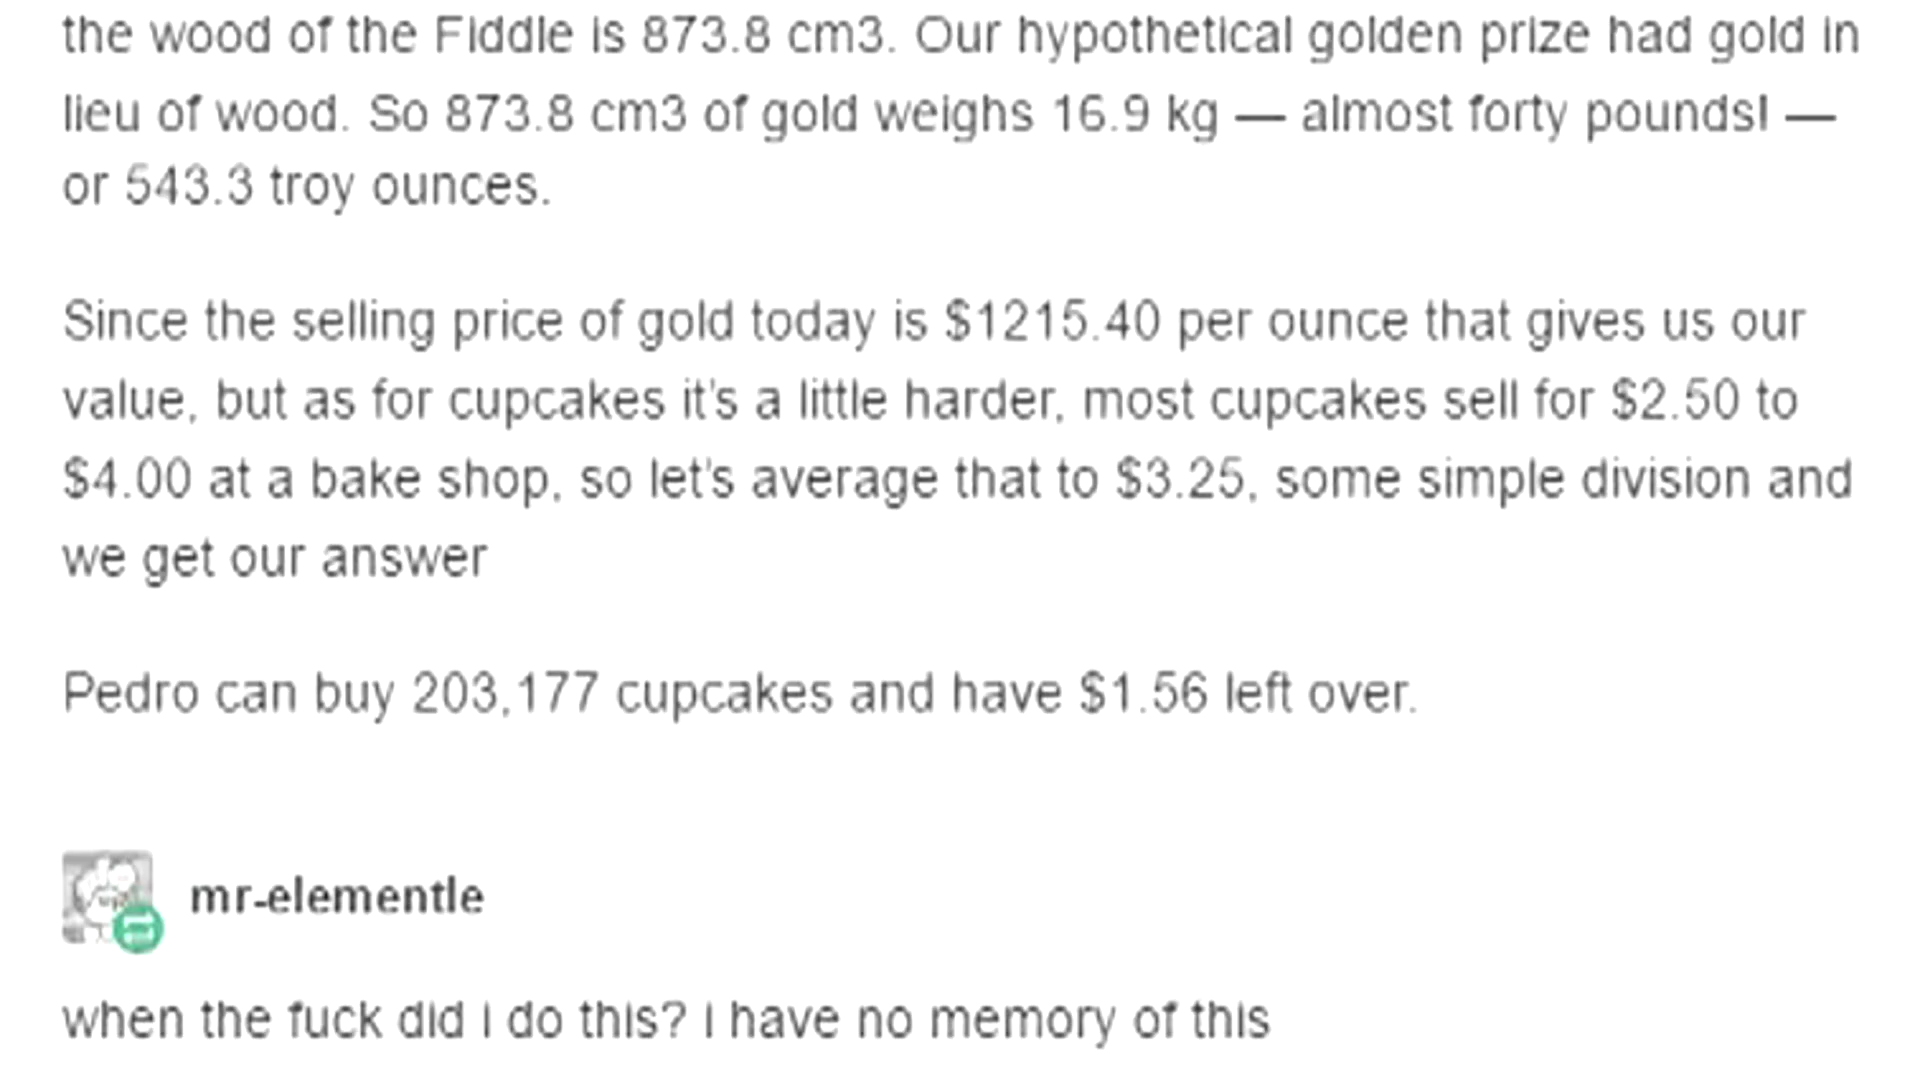 the wood of the Fiddle is 873.8 cm3. Our hypothetical golden prize had gold in
lieu of wood. So 873.8 cm3 of gold weighs 16.9 kg — almost forty pounds! —
or 543.3 troy ounces.
Since the selling price of gold today is $1215.40 per ounce that gives us our
value, but as for cupcakes it's a little harder, most cupcakes sell for $2.50 to
$4.00 at a bake shop, so let's average that to $3.25, some simple division and
we get our answer
Pedro can buy 203,177 cupcakes and have $1.56 left over.
mr-elementle
when the fuck did i do this? I have no memory of this